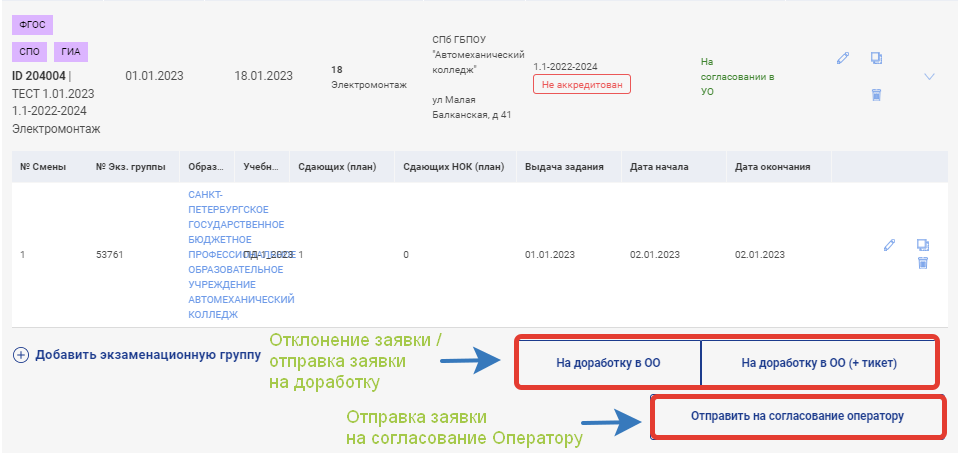 ФГОС
СПО ГИА
ID 204004 |
ТЕСТ 1.01.2023
1.1-2022-2024
Электромонтаж
01.01.2023
18.01.2023
18
Электромонтаж
СПб ГБПОУ
"Автомеханический
колледж"
ул Малая
Балканская, д 41
1.1-2022-2024
Не аккредитован
На
согласовании в
УО
№ Смены № Экз. группы Образ... Учебн... Сдающих (план) Сдающих НОК (план) Выдача задания Дата начала Дата окончания
1
53761
САНКТ-
ПЕТЕРБУРГСКОЕ
ГОСУДАРСТВЕННОЕ
БЮДЖЕТНОЕ
ПРОФЕССИОНАЛЬНОЕ
ОБРАЗОВАТЕЛЬНОЕ
УЧРЕЖДЕНИЕ
АВТОМЕХАНИЧЕСКИЙ
КОЛЛЕДЖ
ПД-1_2023
1
0
01.01.2023
02.01.2023
02.01.2023
Добавить экзаменационную группу
Отклонение заявки /
отправка заявки
на доработку
На доработку в ОО
На доработку в ОО (+ тикет)
Отправка заявки
на согласование Оператору
Отправить на согласование оператору